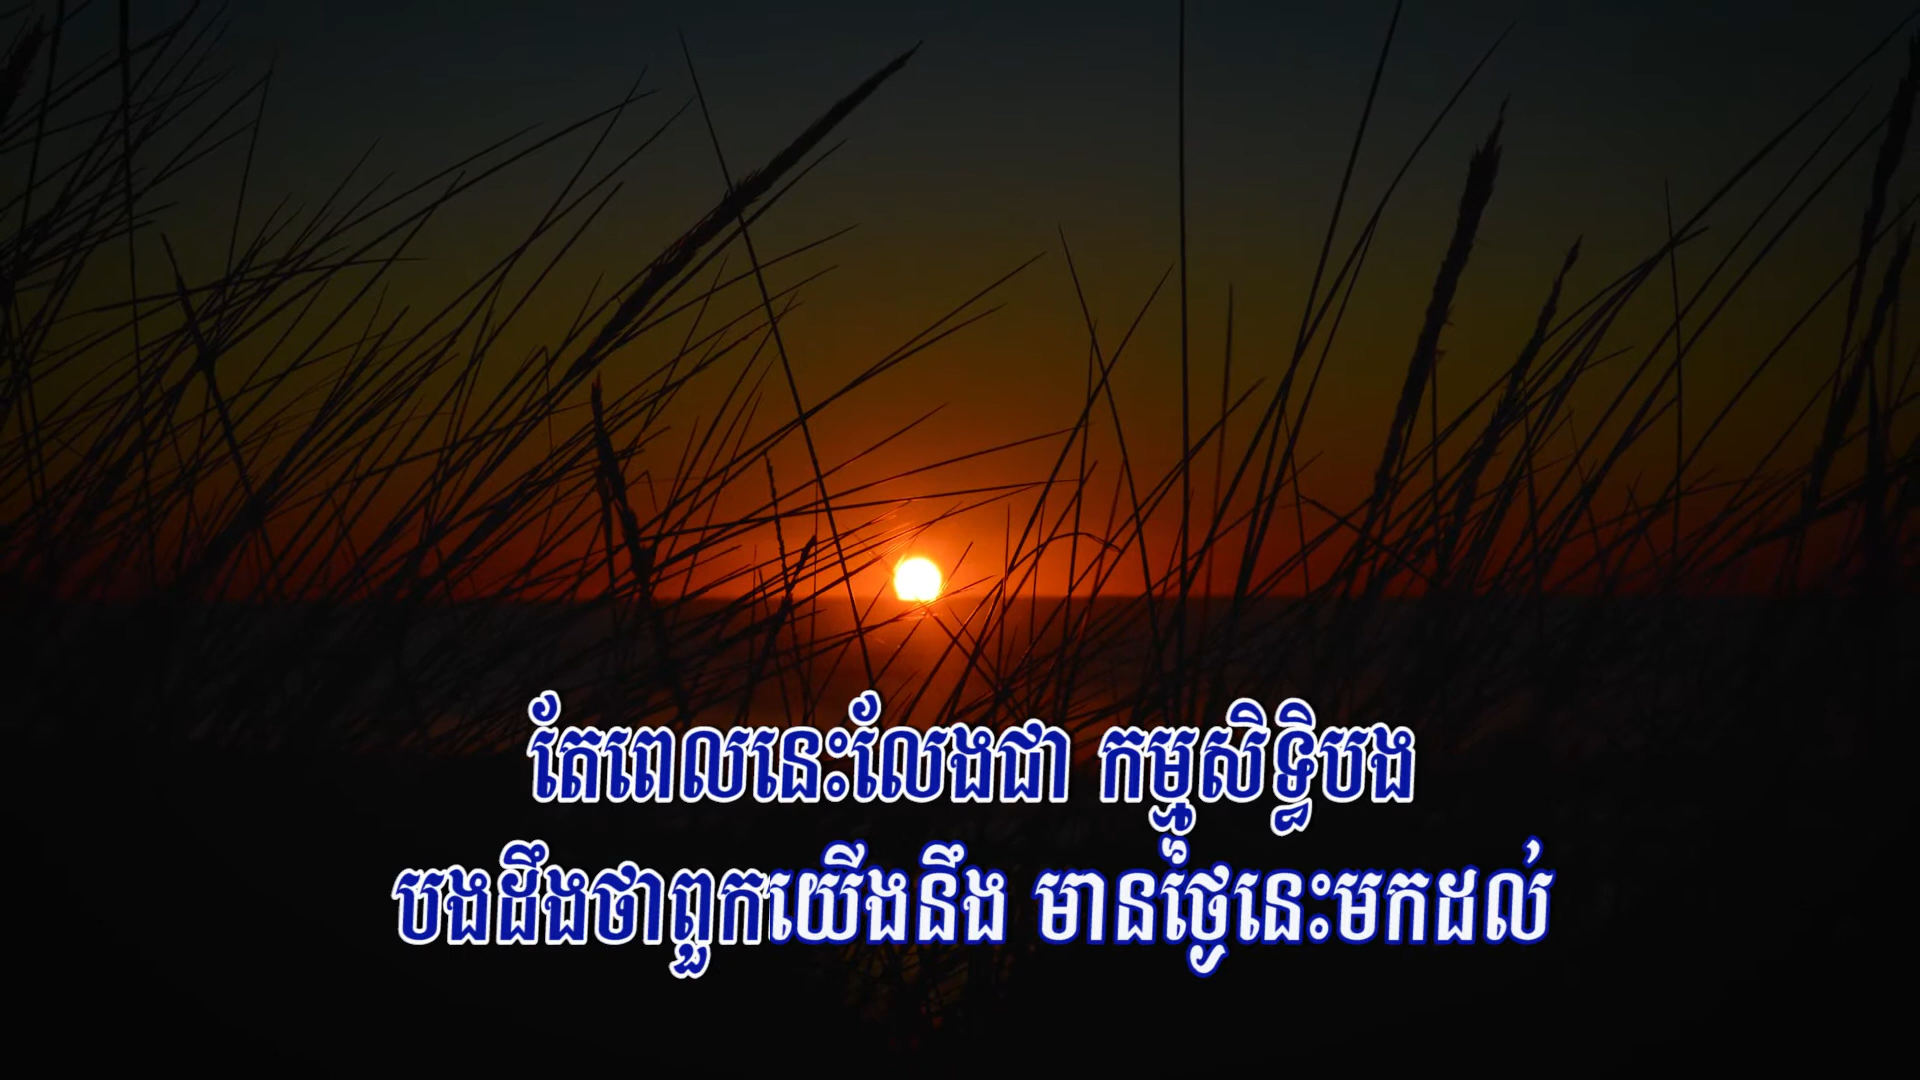 តែពេលនេះលែងជា កម្មសិទ្ធិបង
បងដឹងថាពួកយើងនឹង មានថ្ងៃនេះមកដល់